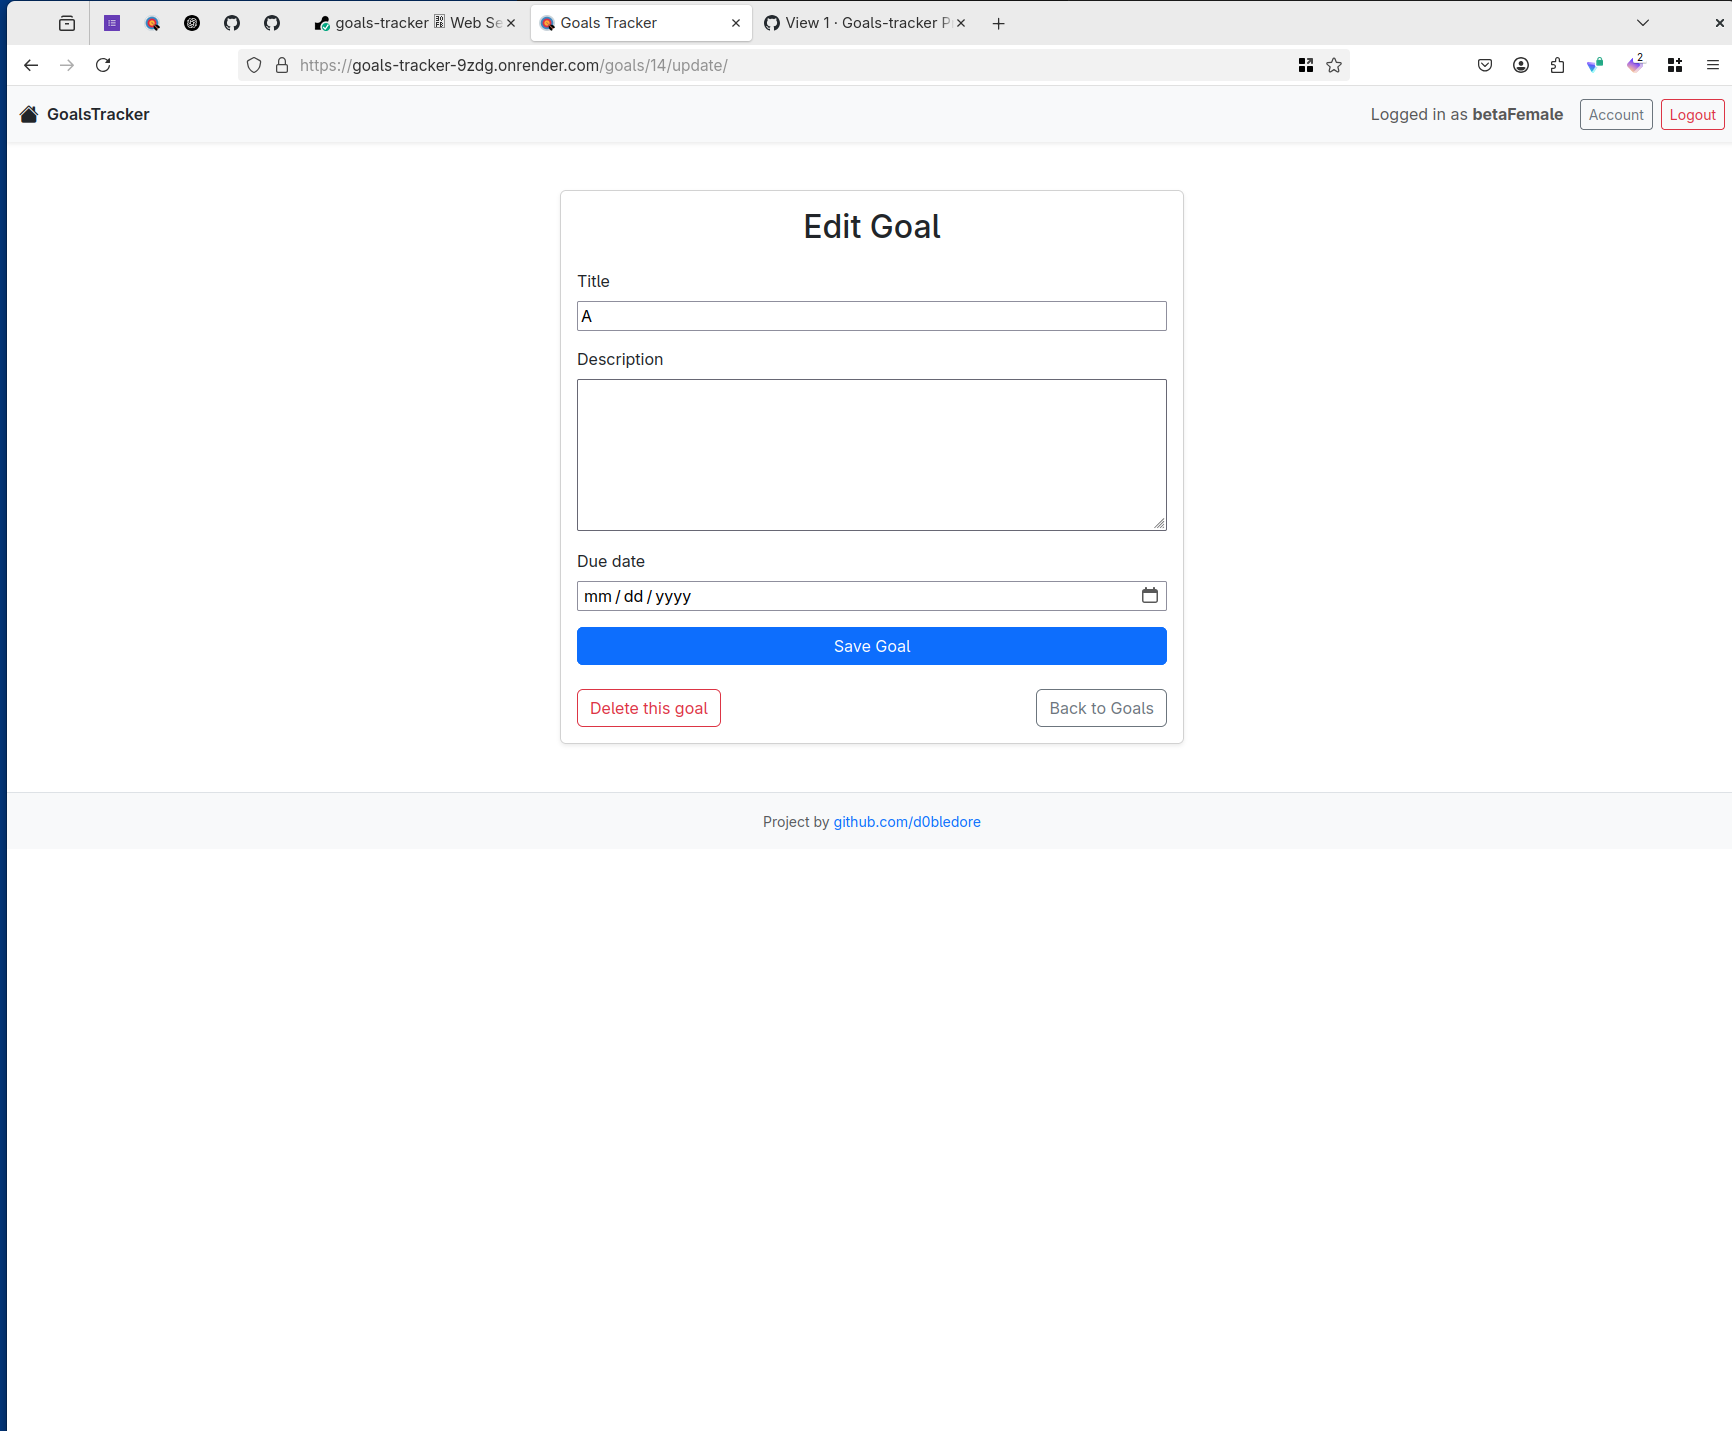 goals-tracker Web Se
Goals Tracker
View 1 · Goals-tracker P
https://goals-tracker-9zdg.onrender.com/goals/14/update/
2
GoalsTracker
Logged in as betaFemale
Account
Logout
Edit Goal
Title
A
Description
Due date
mm / dd / yyyy
Save Goal
Delete this goal
Back to Goals
Project by github.com/d0bledore